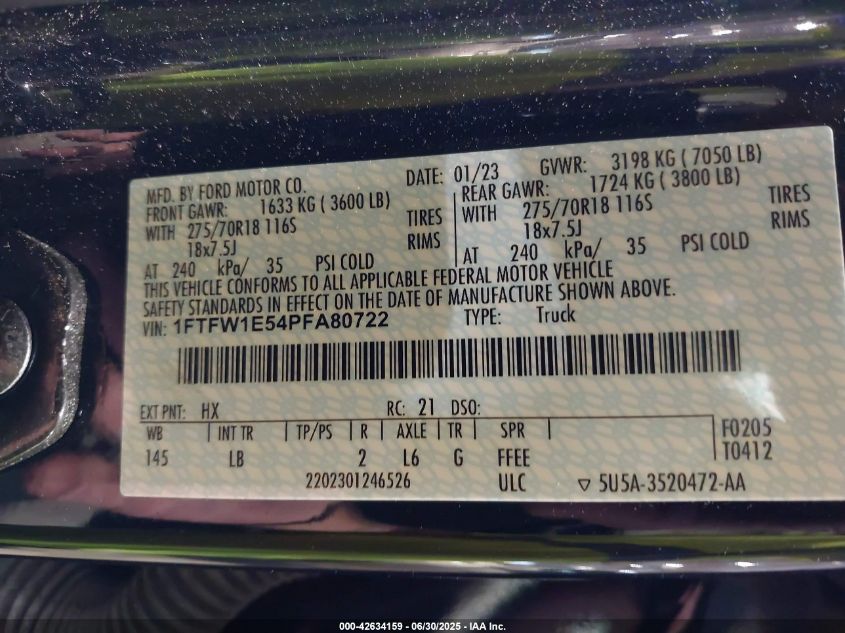 MFD. BY FORD MOTOR CO.
DATE: 01/23 GVWR: 3198 KG ( 7050 LB)
FRONT GAWR: 1633 KG ( 3600 LB)
WITH 275/70R18 116S TIRES
18x7.5J RIMS
AT 240 kPa/ 35 PSI COLD
REAR GAWR: 1724 KG ( 3800 LB)
WITH 275/70R18 116S TIRES
18x7.5J RIMS
AT 240 kPa/ 35 PSI COLD
THIS VEHICLE CONFORMS TO ALL APPLICABLE FEDERAL MOTOR VEHICLE
SAFETY STANDARDS IN EFFECT ON THE DATE OF MANUFACTURE SHOWN ABOVE.
VIN: 1FTFW1E54PFA80722 TYPE: Truck
EXT PNT: HX RC: 21 DSO:
WB INT TR TP/PS R AXLE TR SPR F0205
145 LB 2 L6 G FFEE T0412
2202301246526 ULC ▽ 5U5A-3520472-AA
000-42634159 - 06/30/2025 - IAA Inc.